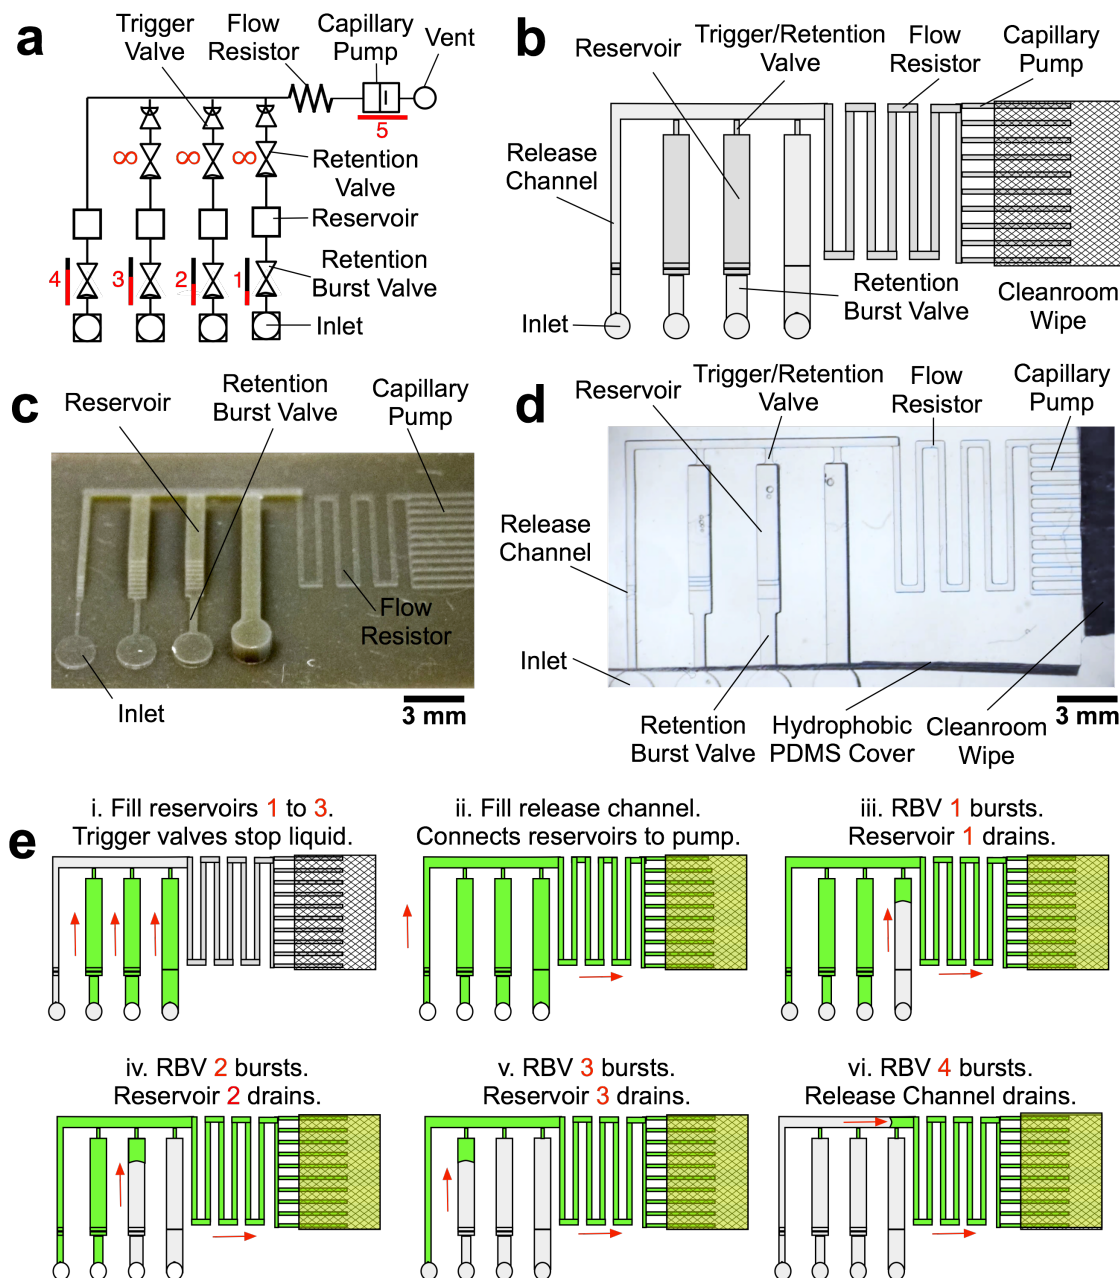 a
Trigger
Valve
Flow
Resistor
Capillary
Pump
Vent
5
∞ ∞ ∞
Retention
Valve
Reservoir
4 3 2 1
Retention
Burst Valve
Inlet
b
Reservoir
Trigger/Retention
Valve
Flow
Resistor
Capillary
Pump
Release
Channel
Retention
Burst Valve
Cleanroom
Wipe
Inlet
c
Reservoir
Retention
Burst Valve
Capillary
Pump
Flow
Resistor
Inlet
3 mm
d
Reservoir
Trigger/Retention
Valve
Flow
Resistor
Capillary
Pump
Release
Channel
Inlet
Retention
Burst Valve
Hydrophobic
PDMS Cover
Cleanroom
Wipe
3 mm
e
i. Fill reservoirs 1 to 3.
Trigger valves stop liquid.
ii. Fill release channel.
Connects reservoirs to pump.
iii. RBV 1 bursts.
Reservoir 1 drains.
iv. RBV 2 bursts.
Reservoir 2 drains.
v. RBV 3 bursts.
Reservoir 3 drains.
vi. RBV 4 bursts.
Release Channel drains.